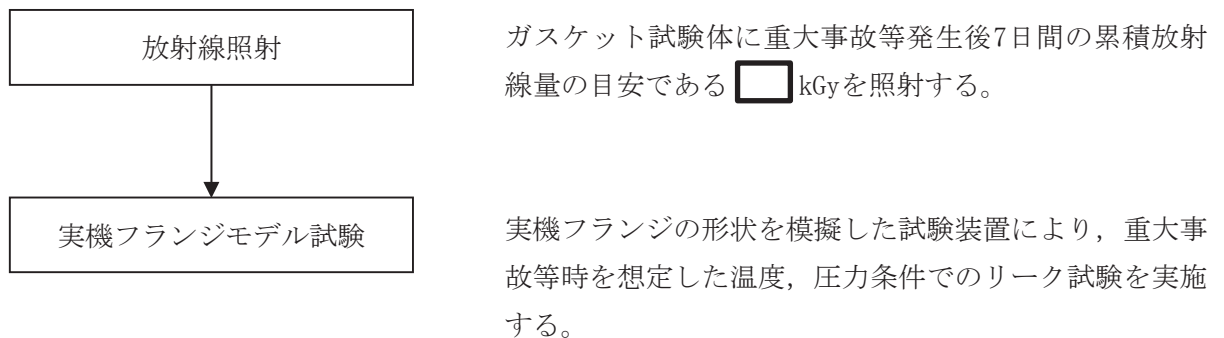 放射線照射
ガスケット試験体に重大事故等発生後7日間の累積放射
線量の目安である kGyを照射する。
実機フランジモデル試験
実機フランジの形状を模擬した試験装置により，重大事
故等時を想定した温度，圧力条件でのリーク試験を実施
する。